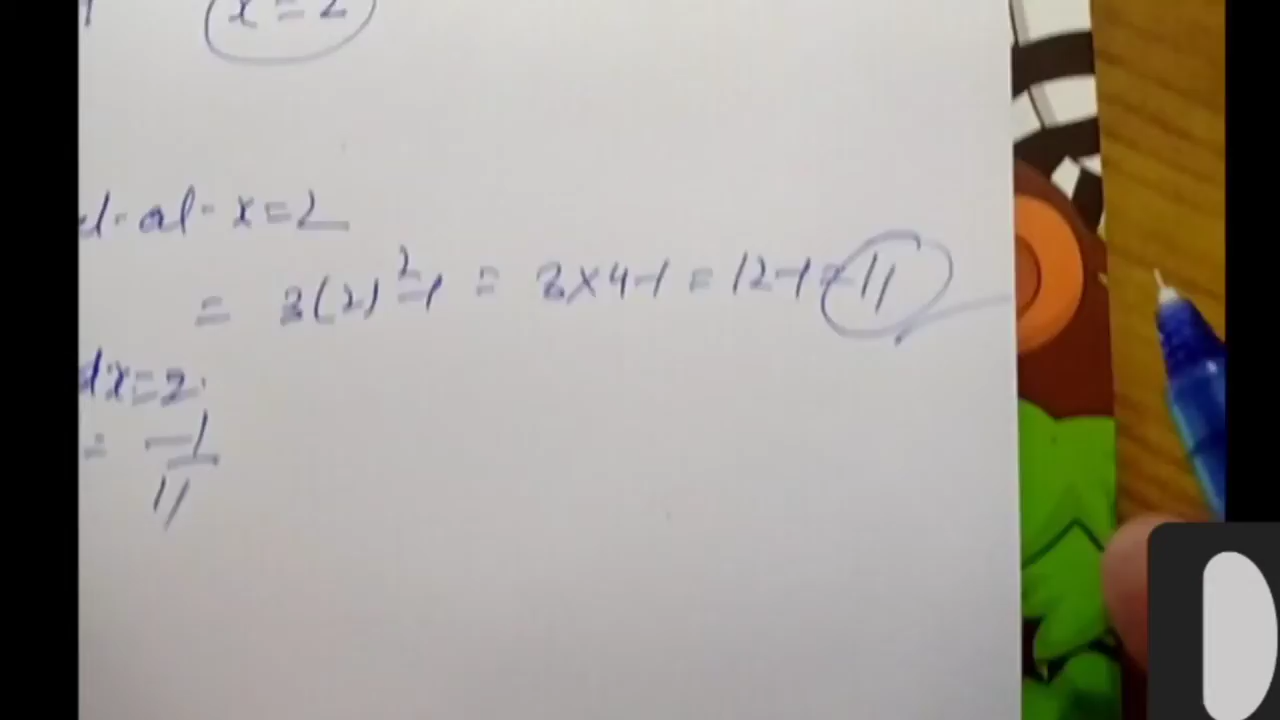 x = 2
at x=2
= 3(2)²-1 = 3×4-1 = 12-1 = 11
x=2
= -1/11